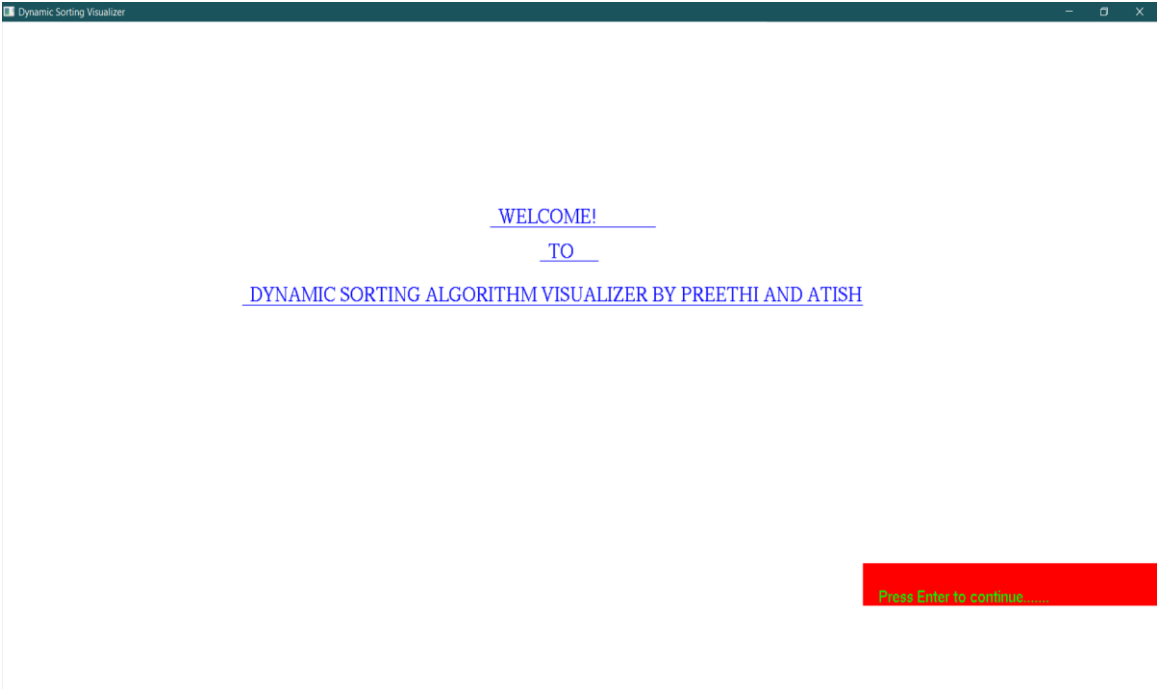 Dynamic Sorting Visualizer
WELCOME!
TO
DYNAMIC SORTING ALGORITHM VISUALIZER BY PREETHI AND ATISH
Press Enter to continue.......